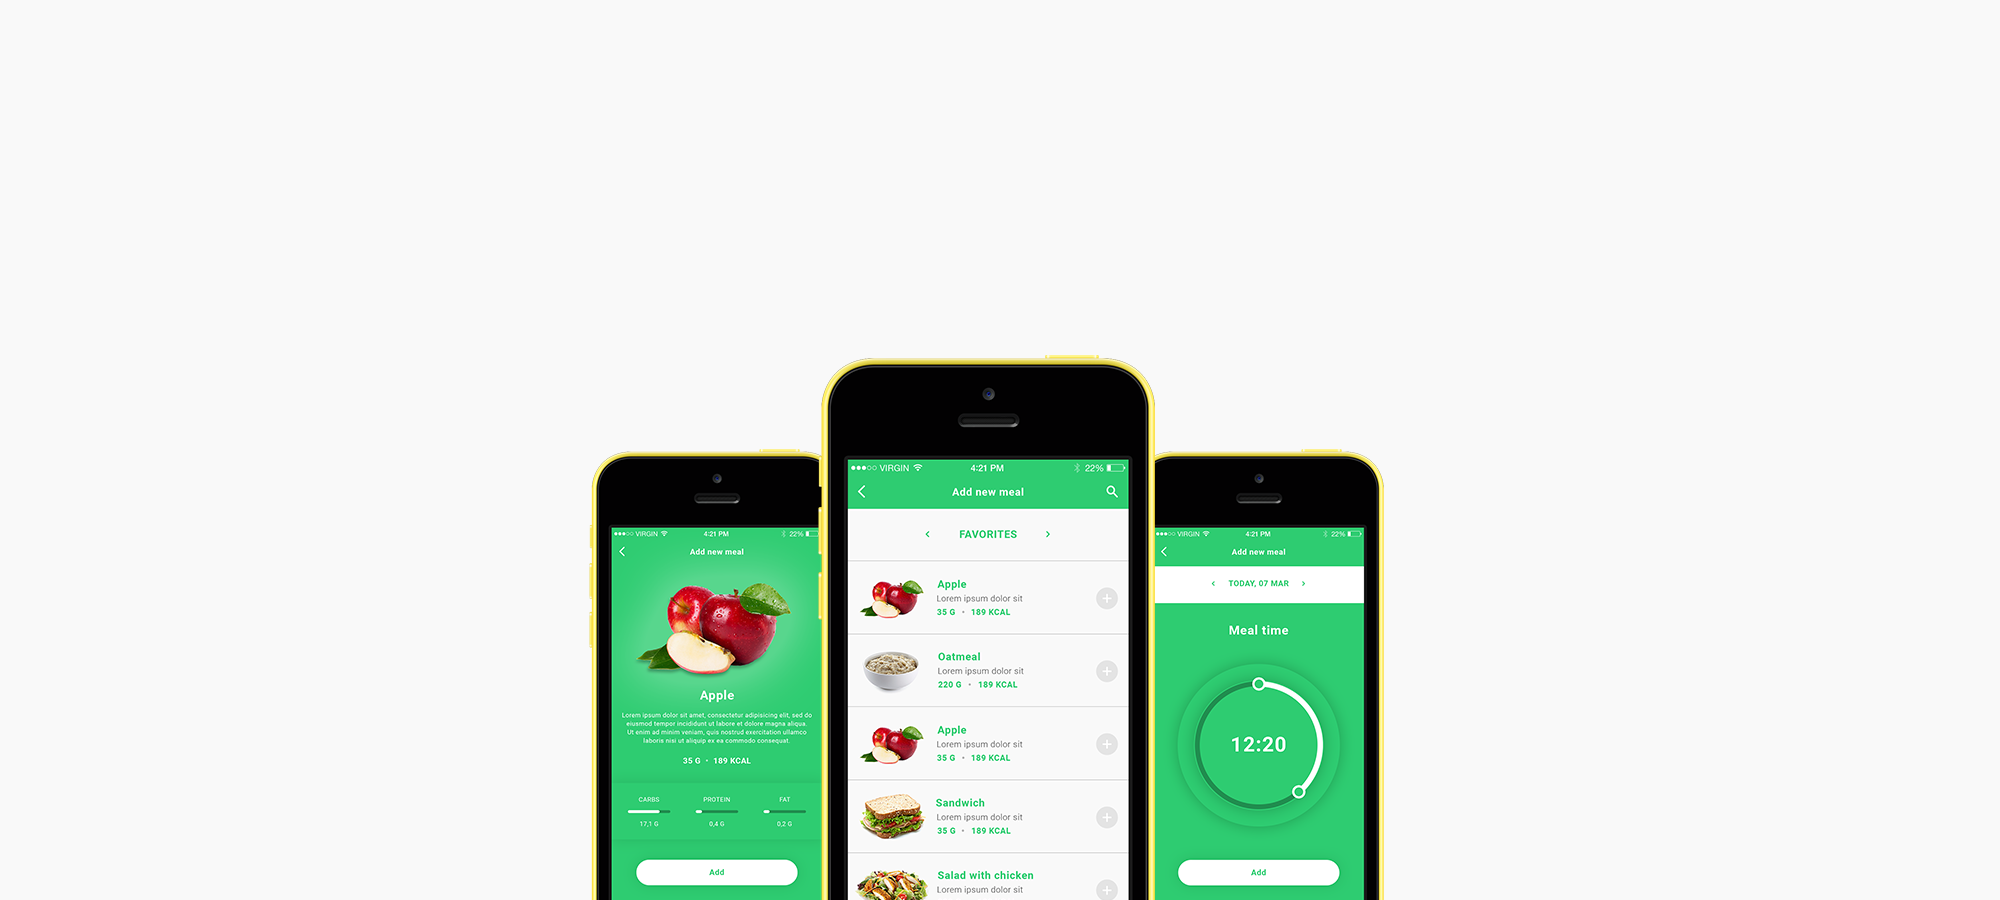 VIRGIN
4:21 PM
22%
Add new meal
Apple
Lorem ipsum dolor sit amet, consectetur adipisicing elit, sed do
eiusmod tempor incididunt ut labore et dolore magna aliqua.
Ut enim ad minim veniam, quis nostrud exercitation ullamco
laboris nisi ut aliquip ex ea commodo consequat.
35 G • 189 KCAL
CARBS
PROTEIN
FAT
17,1 G
0,4 G
0,2 G
Add
VIRGIN
4:21 PM
22%
Add new meal
FAVORITES
Apple
Lorem ipsum dolor sit
35 G • 189 KCAL
Oatmeal
Lorem ipsum dolor sit
220 G • 189 KCAL
Apple
Lorem ipsum dolor sit
35 G • 189 KCAL
Sandwich
Lorem ipsum dolor sit
35 G • 189 KCAL
Salad with chicken
Lorem ipsum dolor sit
VIRGIN
4:21 PM
22%
Add new meal
TODAY, 07 MAR
Meal time
12:20
Add